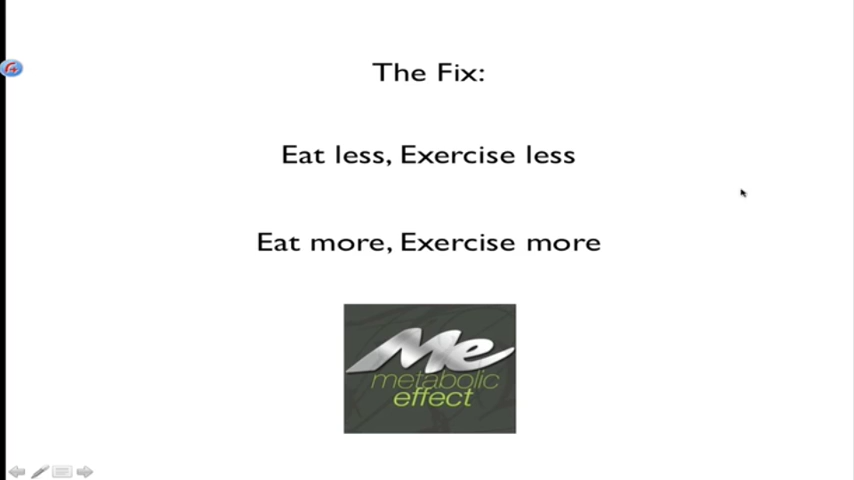 The Fix:
Eat less, Exercise less
Eat more, Exercise more
Me
metabolic
effect